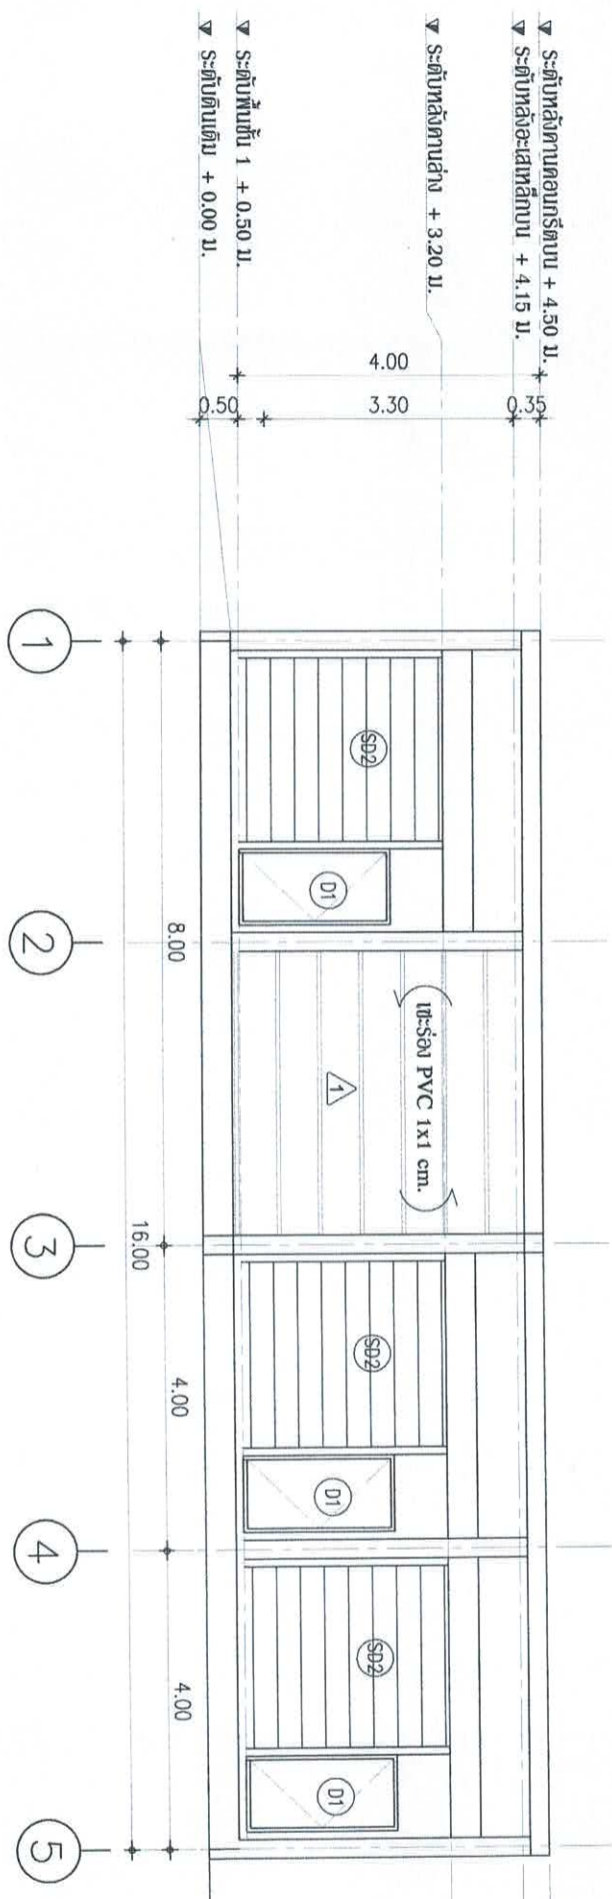 ระดับหลังคานคอนกรีตบน + 4.50 ม.
ระดับหลังอะเสเหล็กบน + 4.15 ม.
ระดับหลังคานล่าง + 3.20 ม.
ระดับพื้นชั้น 1 + 0.50 ม.
ระดับดินเดิม + 0.00 ม.
0.35
4.00
3.30
0.50
เซาะร่อง PVC 1x1 cm.
1
SD2
D1
SD2
D1
SD2
D1
8.00
4.00
4.00
16.00
1
2
3
4
5